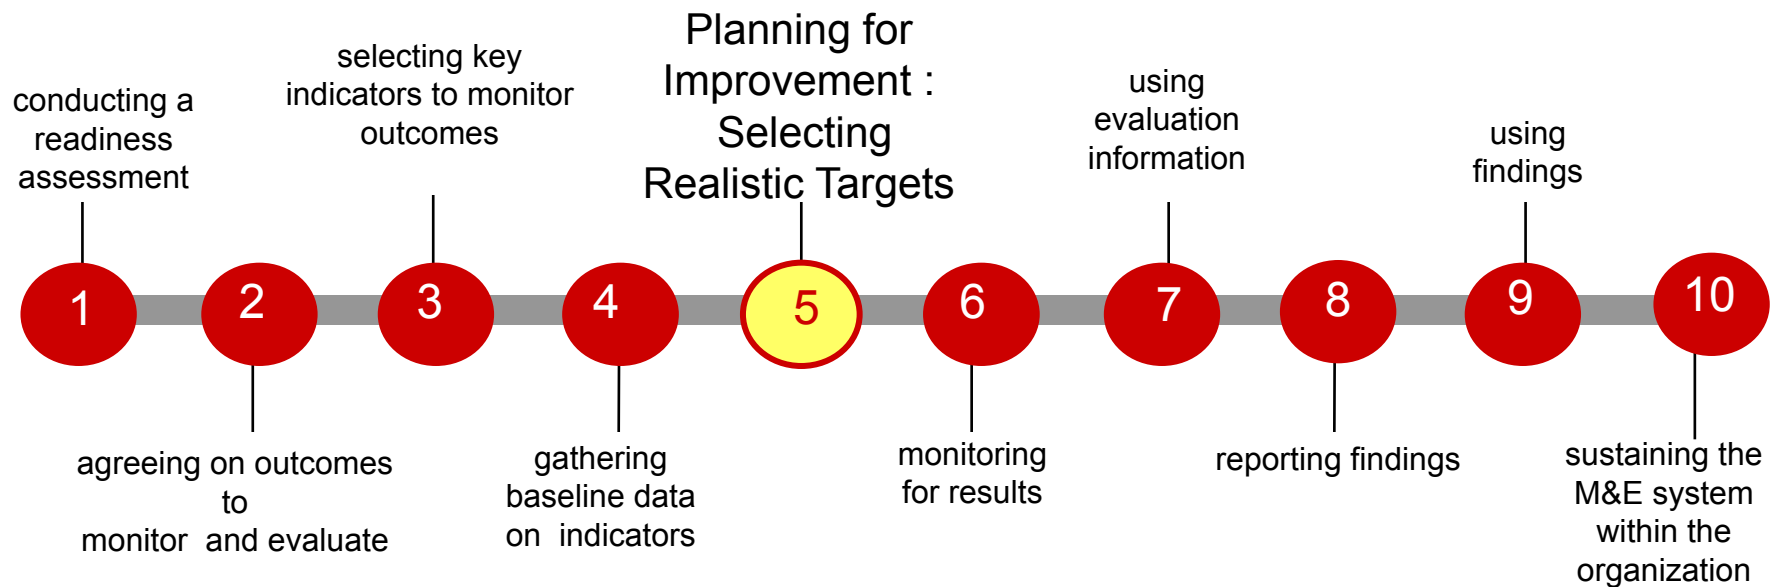 conducting a
readiness
assessment
selecting key
indicators to monitor
outcomes
Planning for
Improvement :
Selecting
Realistic Targets
using
evaluation
information
using
findings
1
2
3
4
5
6
7
8
9
10
agreeing on outcomes
to
monitor and evaluate
gathering
baseline data
on indicators
monitoring
for results
reporting findings
sustaining the
M&E system
within the
organization